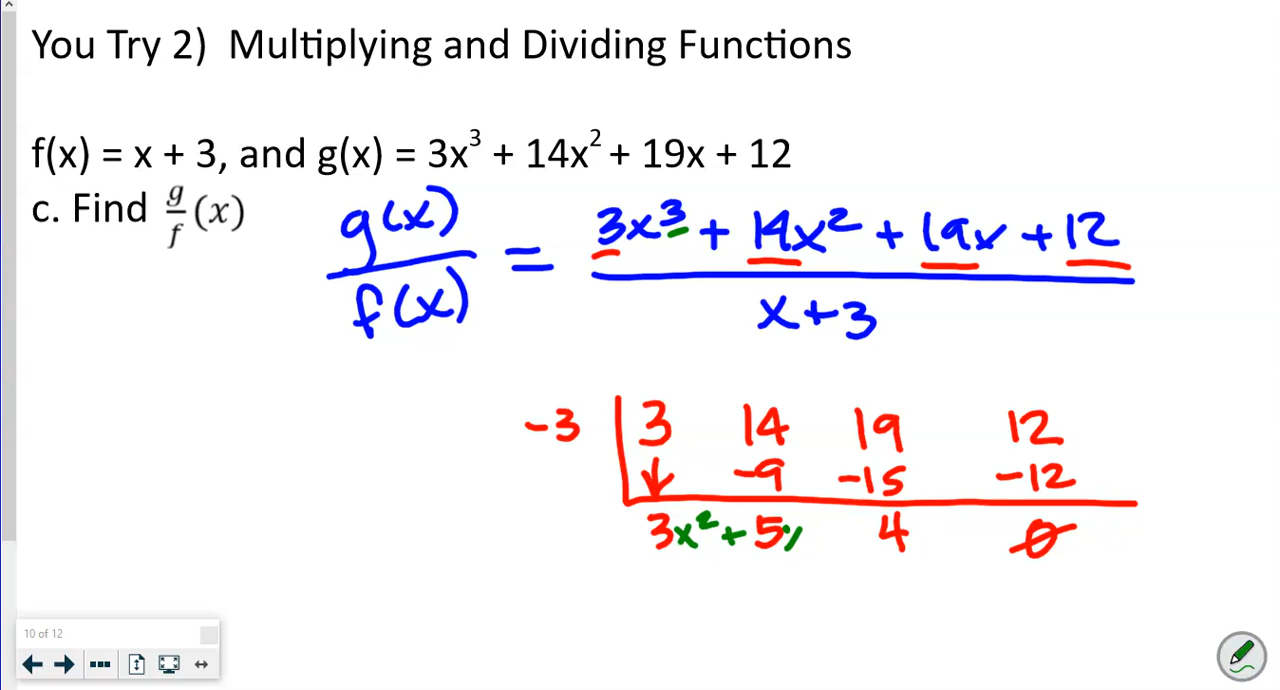 You Try 2) Multiplying and Dividing Functions
f(x) = x + 3, and g(x) = 3x³ + 14x² + 19x + 12
c. Find g/f (x)
g(x)/f(x) = 3x³ + 14x² + 19x + 12 / x + 3
-3 | 3 14 19 12
↓ -9 -15 -12
3x² + 5x 4 0
10 of 12